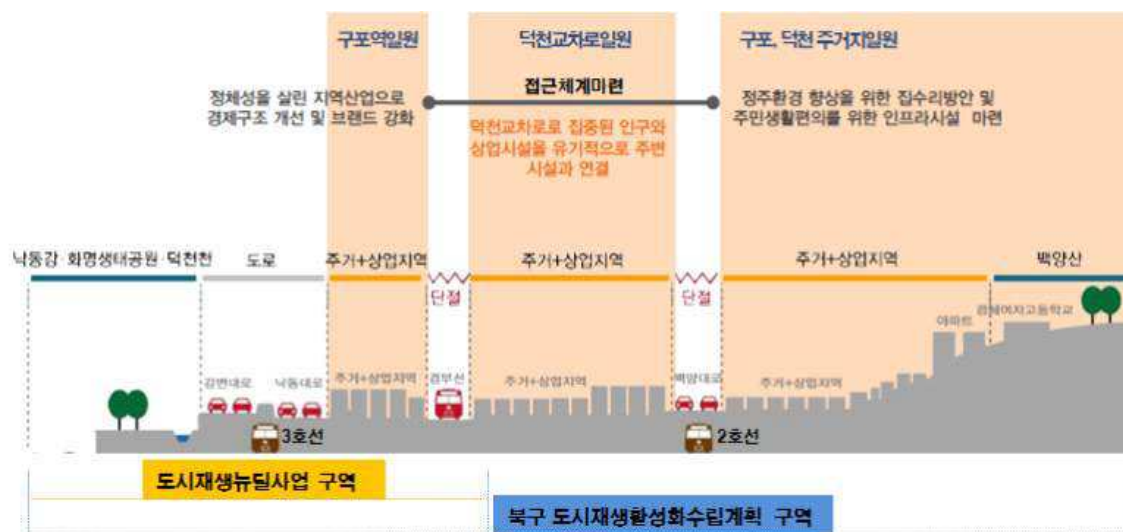 구포역일원
덕천교차로일원
구포, 덕천 주거지일원
정체성을 살린 지역산업으로
경제구조 개선 및 브랜드 강화
접근체계마련
덕천교차로로 집중된 인구와
상업시설을 유기적으로 주변
시설과 연결
정주환경 향상을 위한 집수리방안 및
주민생활편의를 위한 인프라시설 마련
낙동강·화명생태공원·덕천천
도로
주거+상업지역
단절
주거+상업지역
단절
주거+상업지역
백양산
강변대로
낙동대로
주거+상업지역
경부선
주거+상업지역
백양대로
주거+상업지역
아파트
경혜여자고등학교
3호선
2호선
도시재생뉴딜사업 구역
북구 도시재생활성화수립계획 구역